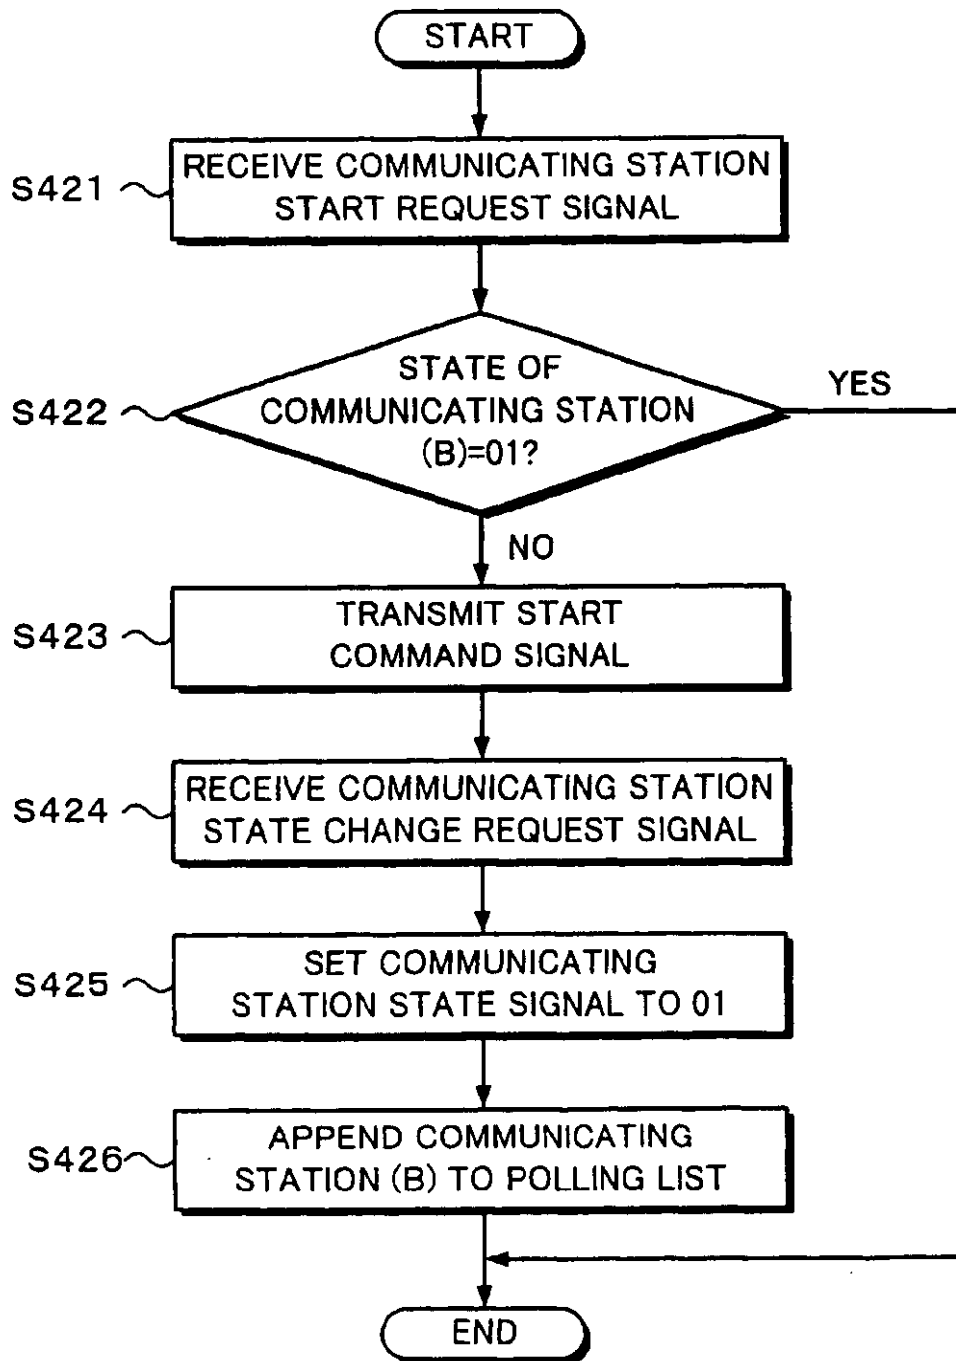 START
S421
RECEIVE COMMUNICATING STATION
START REQUEST SIGNAL
S422
STATE OF
COMMUNICATING STATION
(B)=01?
YES
NO
S423
TRANSMIT START
COMMAND SIGNAL
S424
RECEIVE COMMUNICATING STATION
STATE CHANGE REQUEST SIGNAL
S425
SET COMMUNICATING
STATION STATE SIGNAL TO 01
S426
APPEND COMMUNICATING
STATION (B) TO POLLING LIST
END